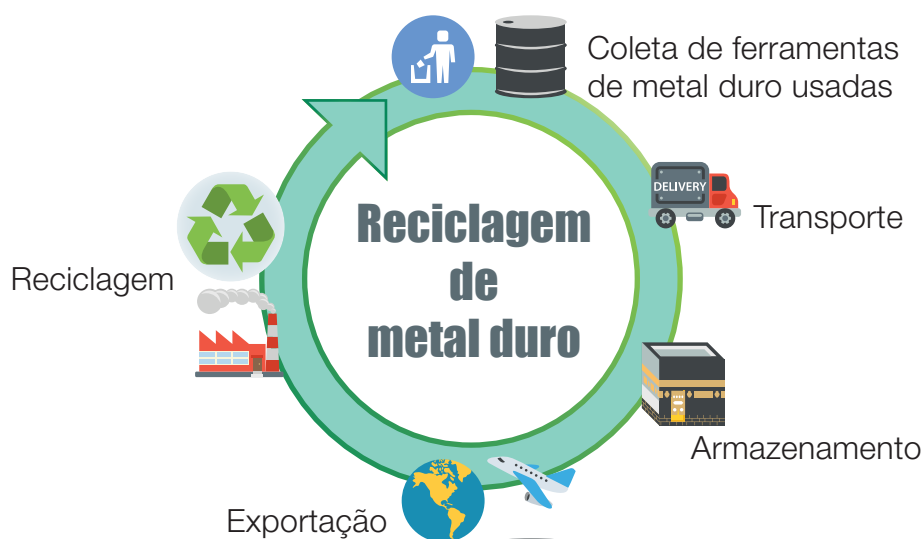 Coleta de ferramentas
de metal duro usadas
DELIVERY
Transporte
Reciclagem
de
metal duro
Reciclagem
Armazenamento
Exportação